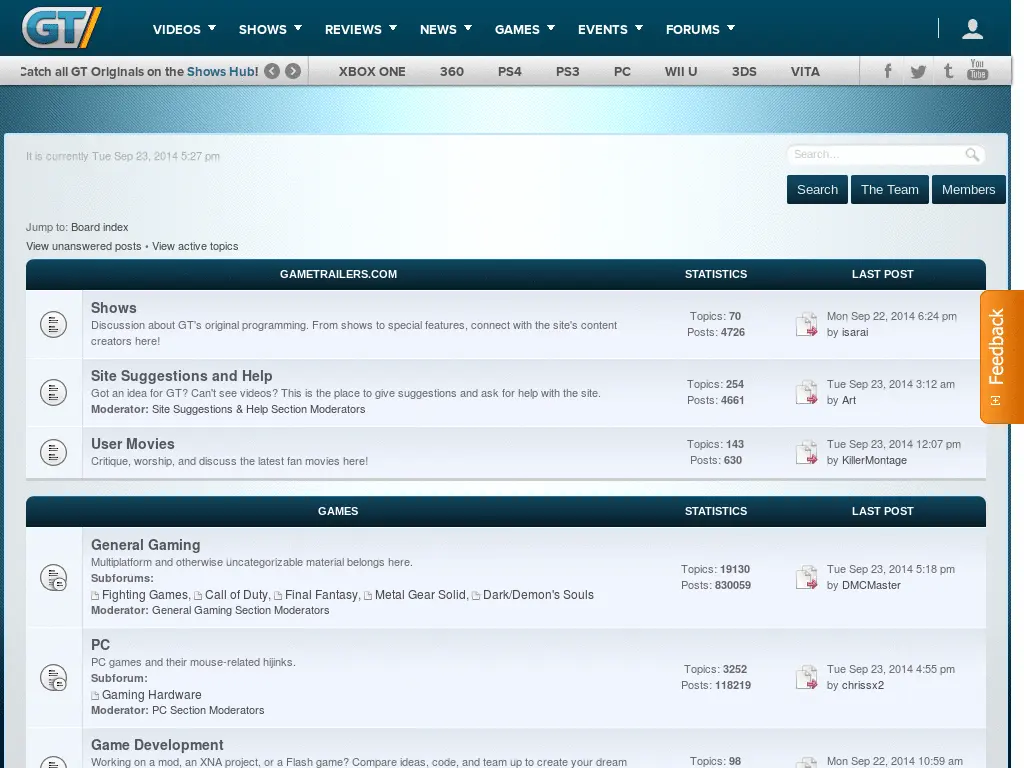 GT
VIDEOS SHOWS REVIEWS NEWS GAMES EVENTS FORUMS
Catch all GT Originals on the Shows Hub! XBOX ONE 360 PS4 PS3 PC WII U 3DS VITA You Tube
It is currently Tue Sep 23, 2014 5:27 pm
Search...
Search The Team Members
Jump to: Board index
View unanswered posts • View active topics
GAMETRAILERS.COM STATISTICS LAST POST
Shows
Discussion about GT's original programming. From shows to special features, connect with the site's content
creators here!
Topics: 70
Posts: 4726
Mon Sep 22, 2014 6:24 pm
by isarai
Feedback
[+]
Site Suggestions and Help
Got an idea for GT? Can't see videos? This is the place to give suggestions and ask for help with the site.
Moderator: Site Suggestions & Help Section Moderators
Topics: 254
Posts: 4661
Tue Sep 23, 2014 3:12 am
by Art
User Movies
Critique, worship, and discuss the latest fan movies here!
Topics: 143
Posts: 630
Tue Sep 23, 2014 12:07 pm
by KillerMontage
GAMES STATISTICS LAST POST
General Gaming
Multiplatform and otherwise uncategorizable material belongs here.
Subforums:
Fighting Games, Call of Duty, Final Fantasy, Metal Gear Solid, Dark/Demon's Souls
Moderator: General Gaming Section Moderators
Topics: 19130
Posts: 830059
Tue Sep 23, 2014 5:18 pm
by DMCMaster
PC
PC games and their mouse-related hijinks.
Subforum:
Gaming Hardware
Moderator: PC Section Moderators
Topics: 3252
Posts: 118219
Tue Sep 23, 2014 4:55 pm
by chrissx2
Game Development
Working on a mod, an XNA project, or a Flash game? Compare ideas, code, and team up to create your dream
Topics: 98
Mon Sep 22, 2014 10:59 am